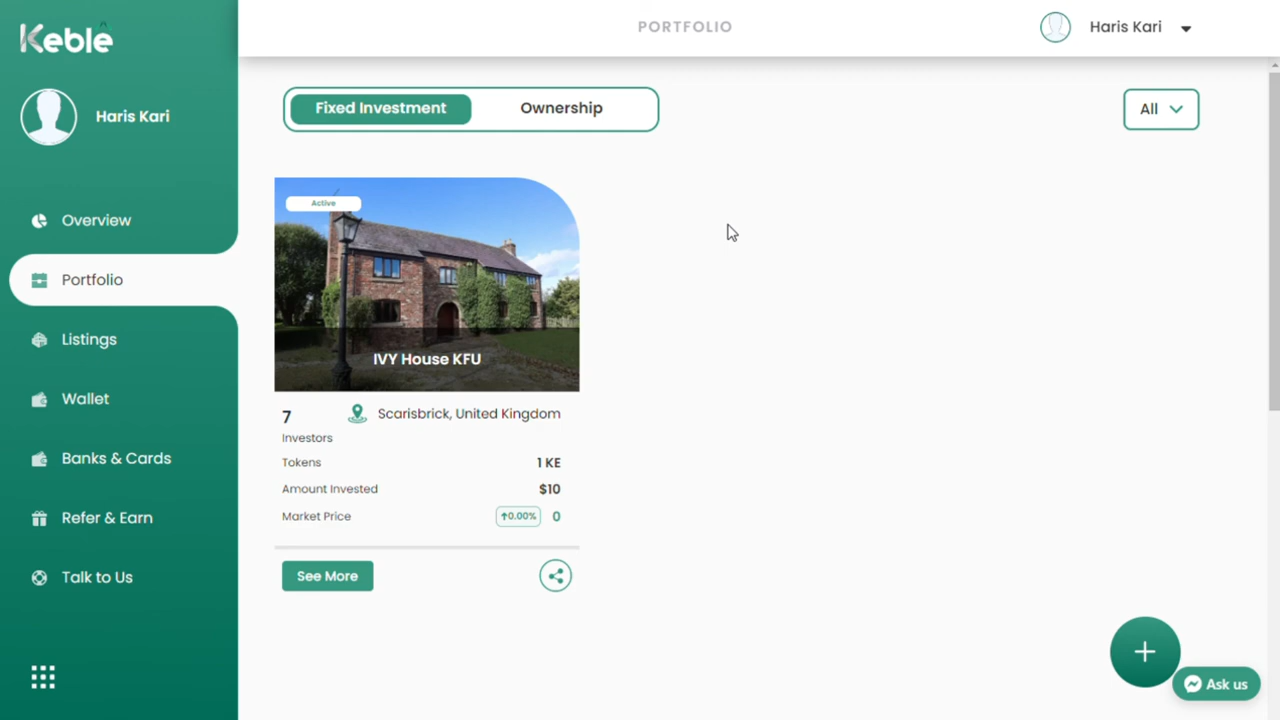 Keble
PORTFOLIO
Haris Kari
Haris Kari
Fixed Investment
Ownership
All
Overview
Portfolio
Listings
Wallet
Banks & Cards
Refer & Earn
Talk to Us
Active
IVY House KFU
7
Scarisbrick, United Kingdom
Investors
Tokens
1 KE
Amount Invested
$10
Market Price
↑0.00%
0
See More
+
Ask us